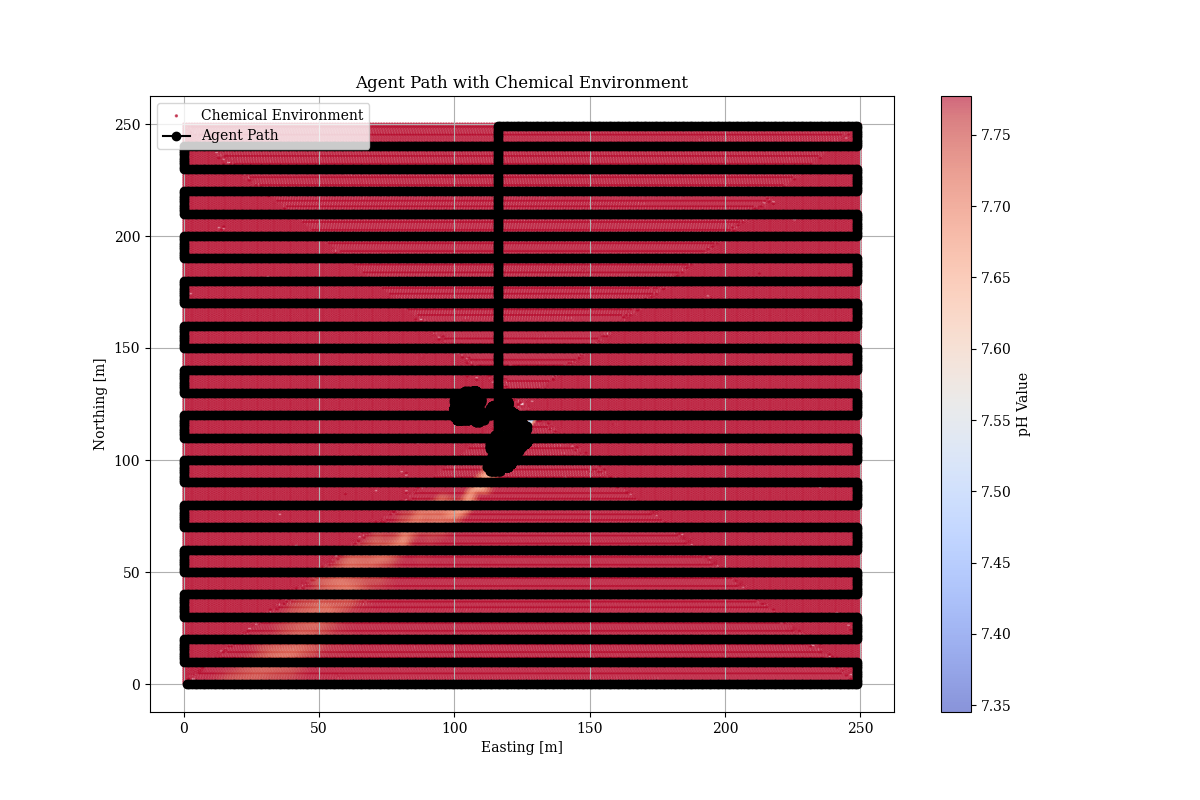 Agent Path with Chemical Environment
Chemical Environment
Agent Path
250
200
150
100
50
0
Northing [m]
0 50 100 150 200 250
Easting [m]
7.75
7.70
7.65
7.60
7.55
7.50
7.45
7.40
7.35
pH Value